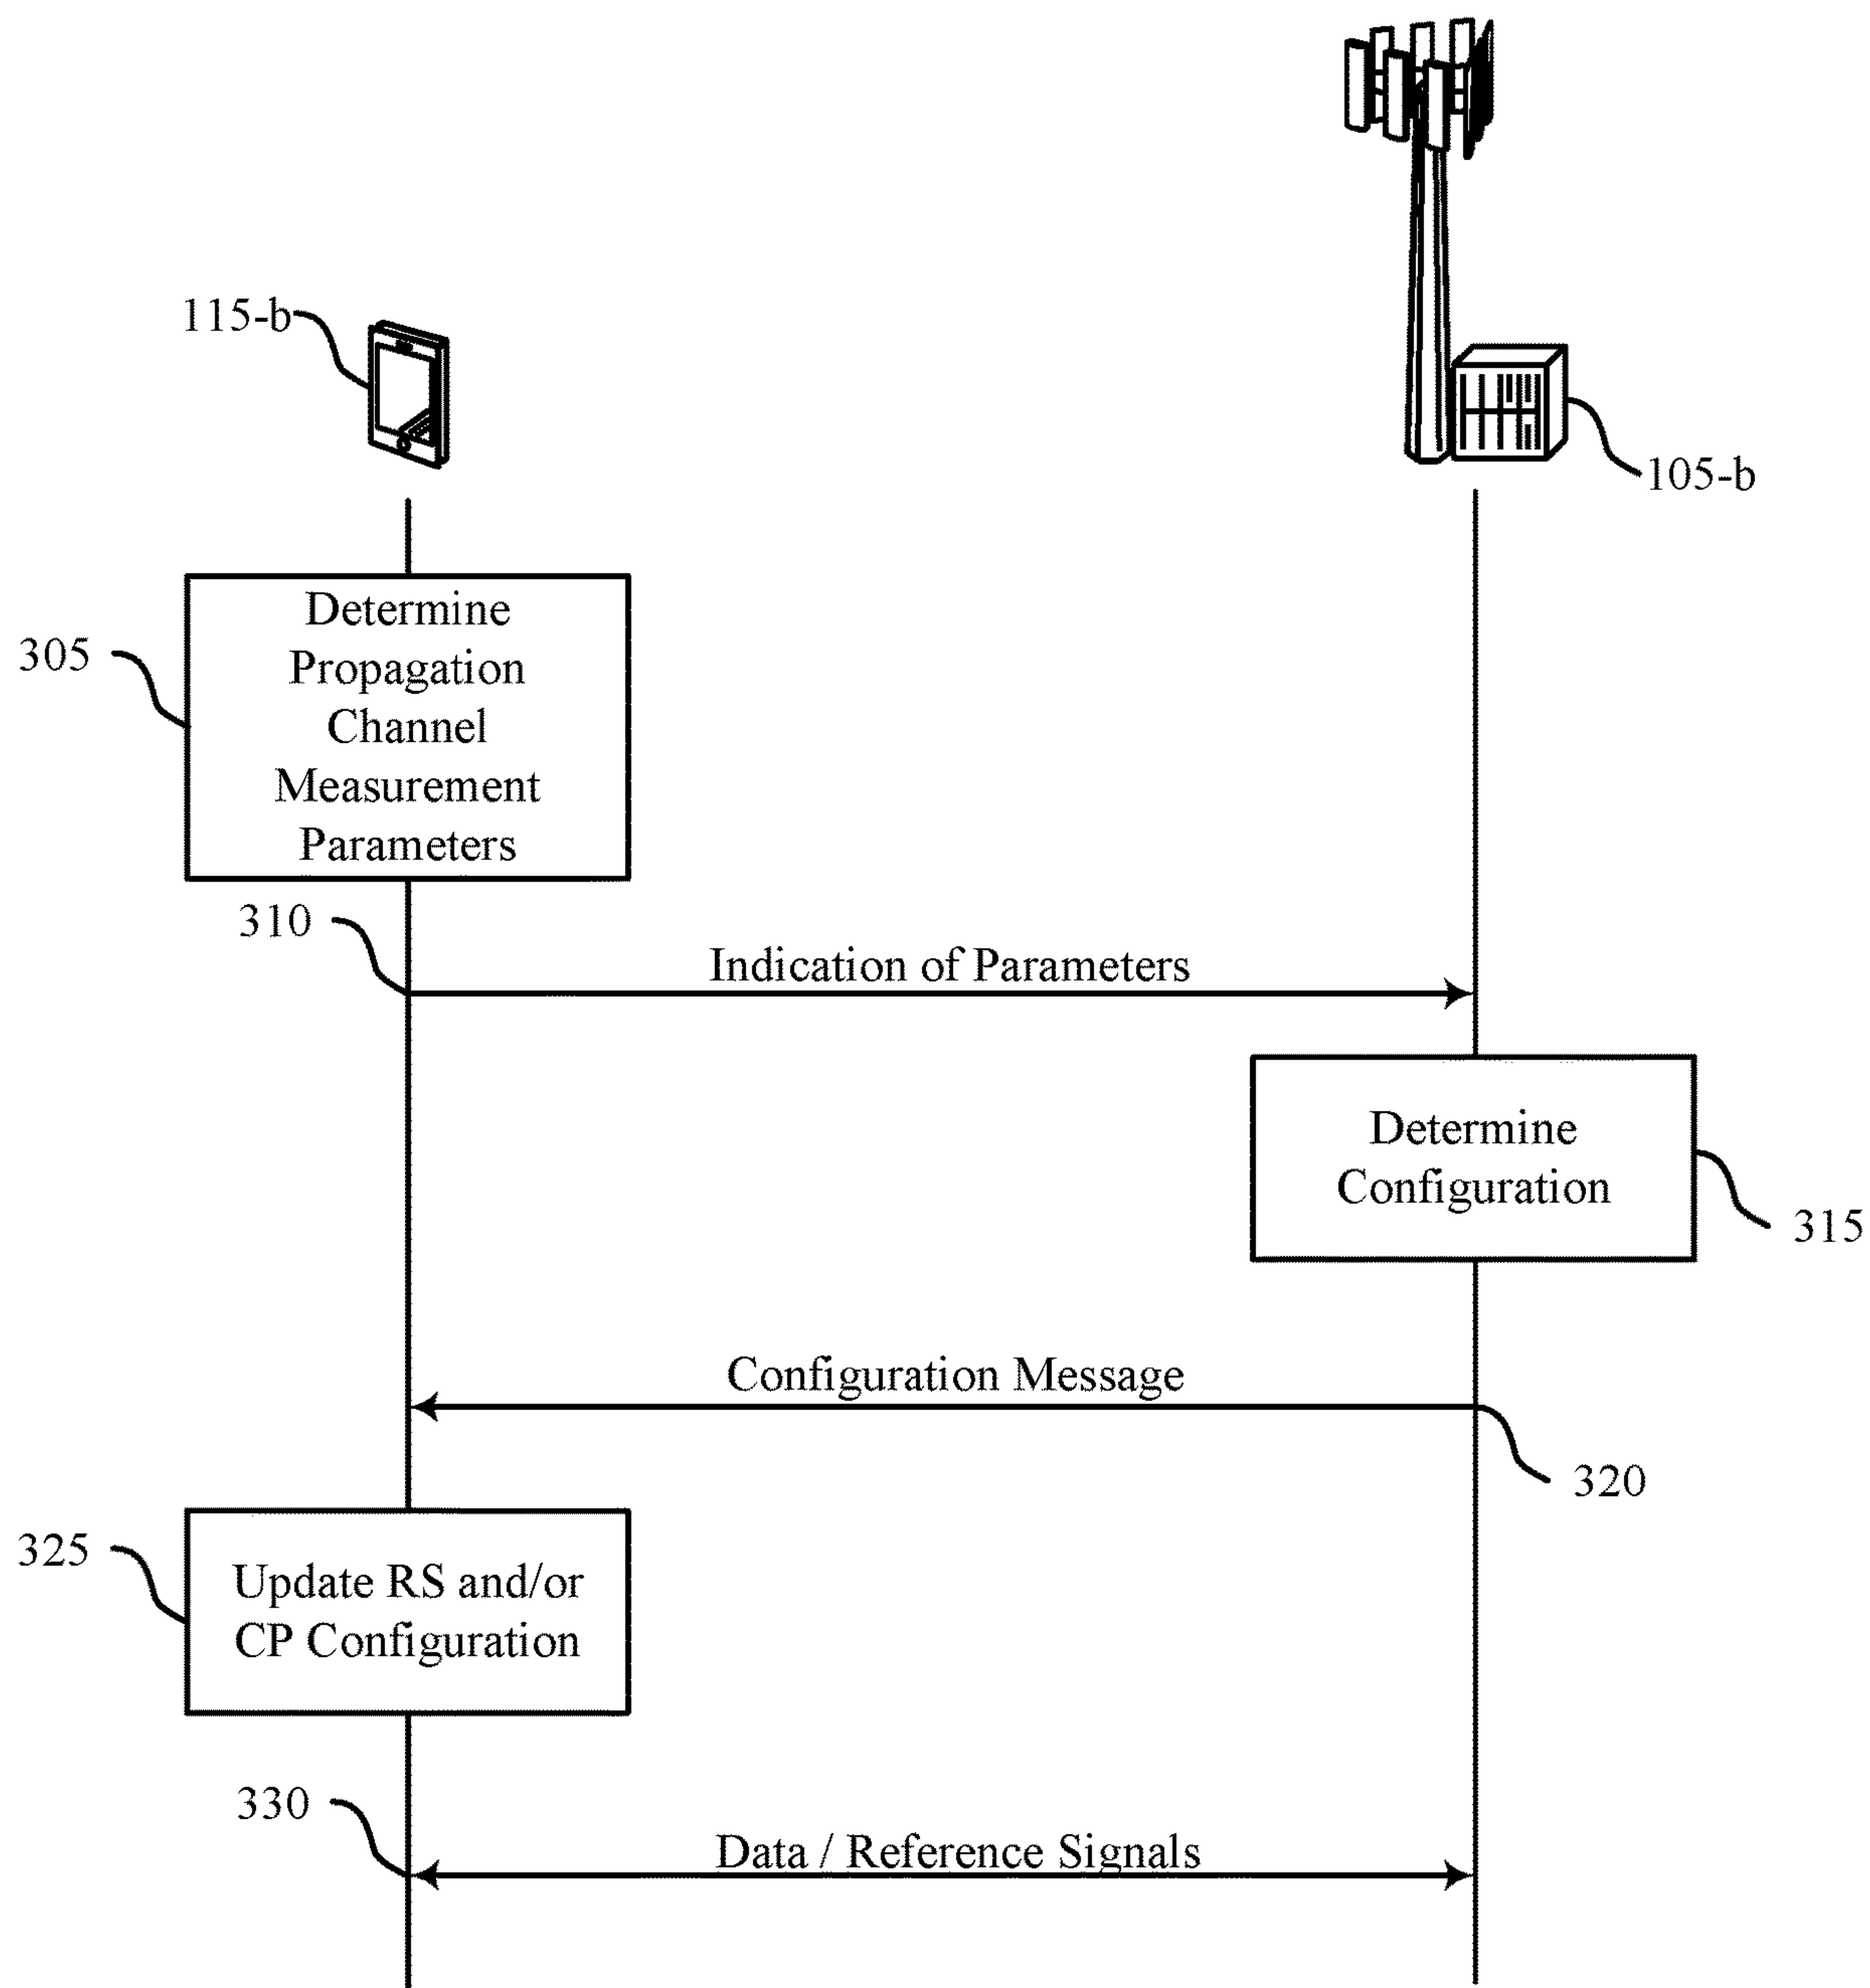 115-b
105-b
305
Determine
Propagation
Channel
Measurement
Parameters
310
Indication of Parameters
Determine
Configuration
315
Configuration Message
320
325
Update RS and/or
CP Configuration
330
Data / Reference Signals